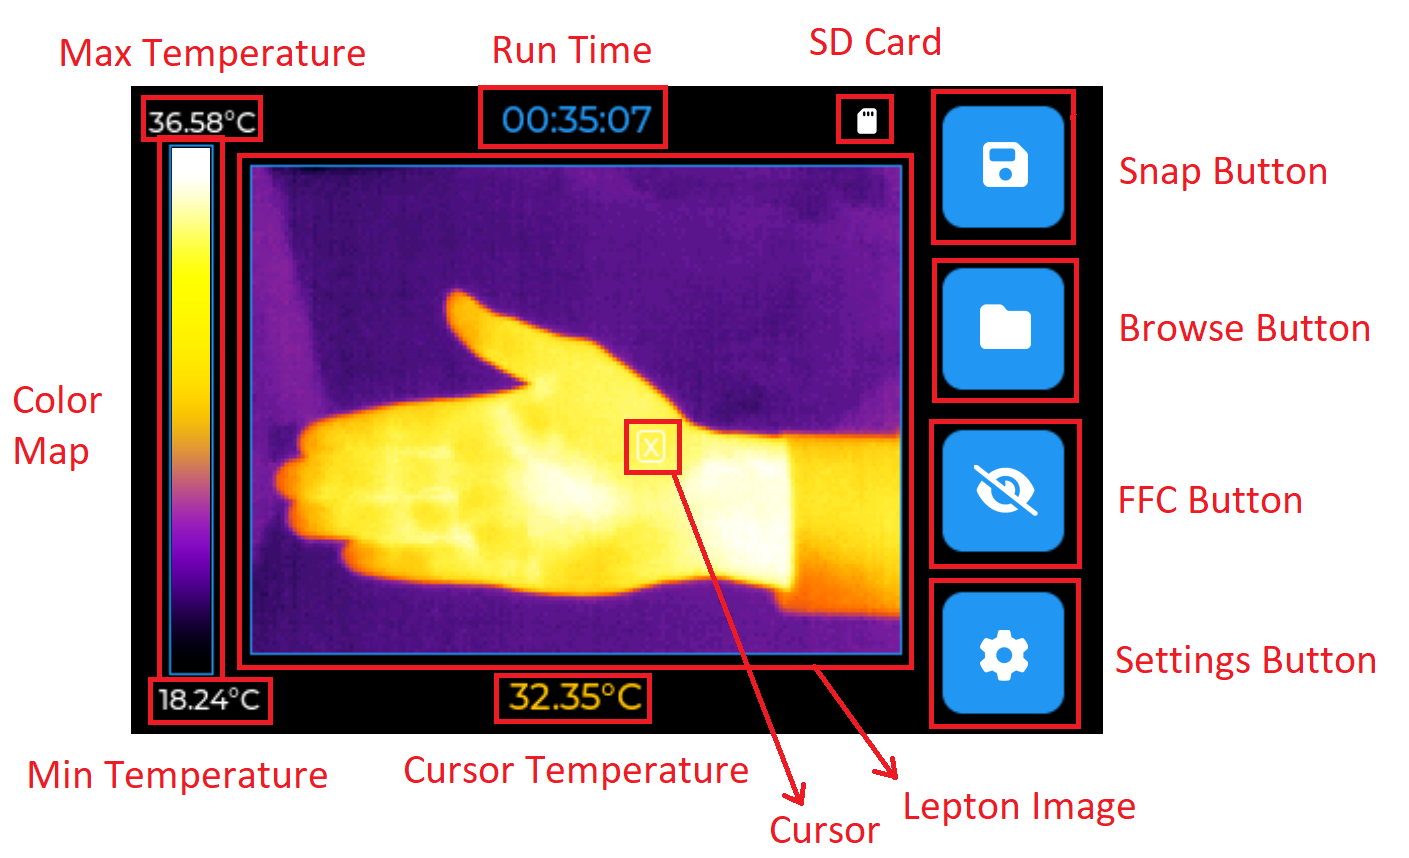 Max Temperature
Run Time
SD Card
36.58°C
00:35:07
Snap Button
Browse Button
Color
Map
X
FFC Button
Settings Button
18.24°C
32.35°C
Min Temperature
Cursor Temperature
Cursor
Lepton Image